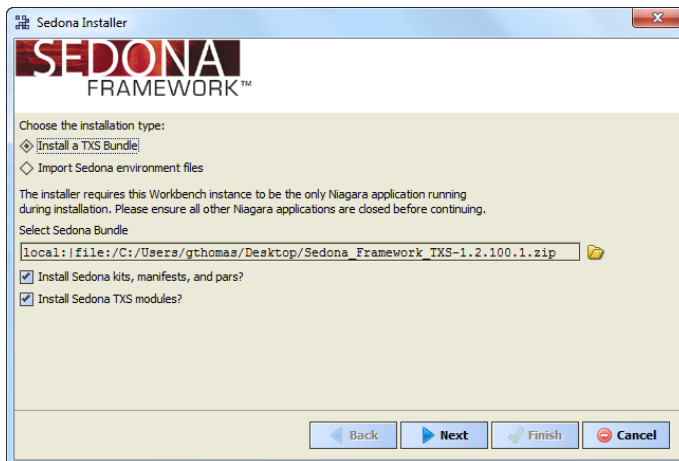 Sedona Installer
SEDONA
FRAMEWORK™
Choose the installation type:
Install a TXS Bundle
Import Sedona environment files
The installer requires this Workbench instance to be the only Niagara application running
during installation. Please ensure all other Niagara applications are closed before continuing.
Select Sedona Bundle
local:|file:/C:/Users/gthomas/Desktop/Sedona_Framework_TXS-1.2.100.1.zip
Install Sedona kits, manifests, and pars?
Install Sedona TXS modules?
Back Next Finish Cancel